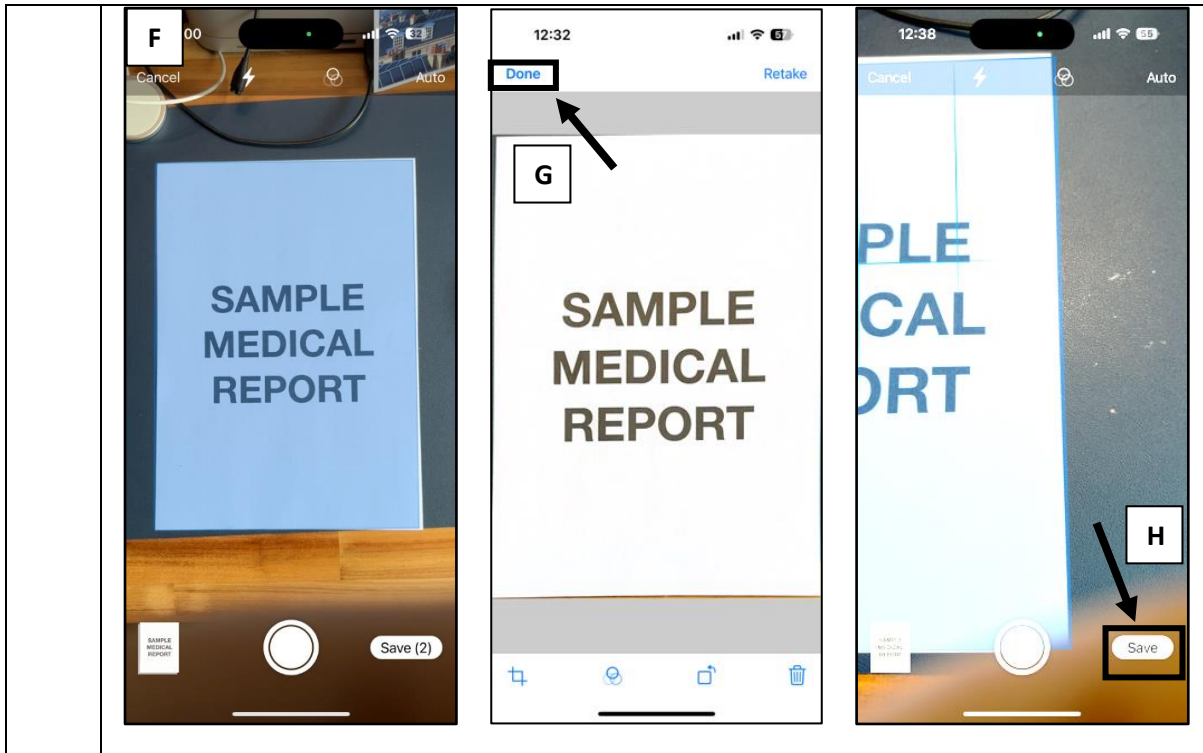 F
00
32
Cancel
Auto
SAMPLE
MEDICAL
REPORT
SAMPLE
MEDICAL
REPORT
Save (2)
12:32
Done
Retake
G
SAMPLE
MEDICAL
REPORT
12:38
55
Cancel
Auto
PLE
CAL
ORT
H
Save